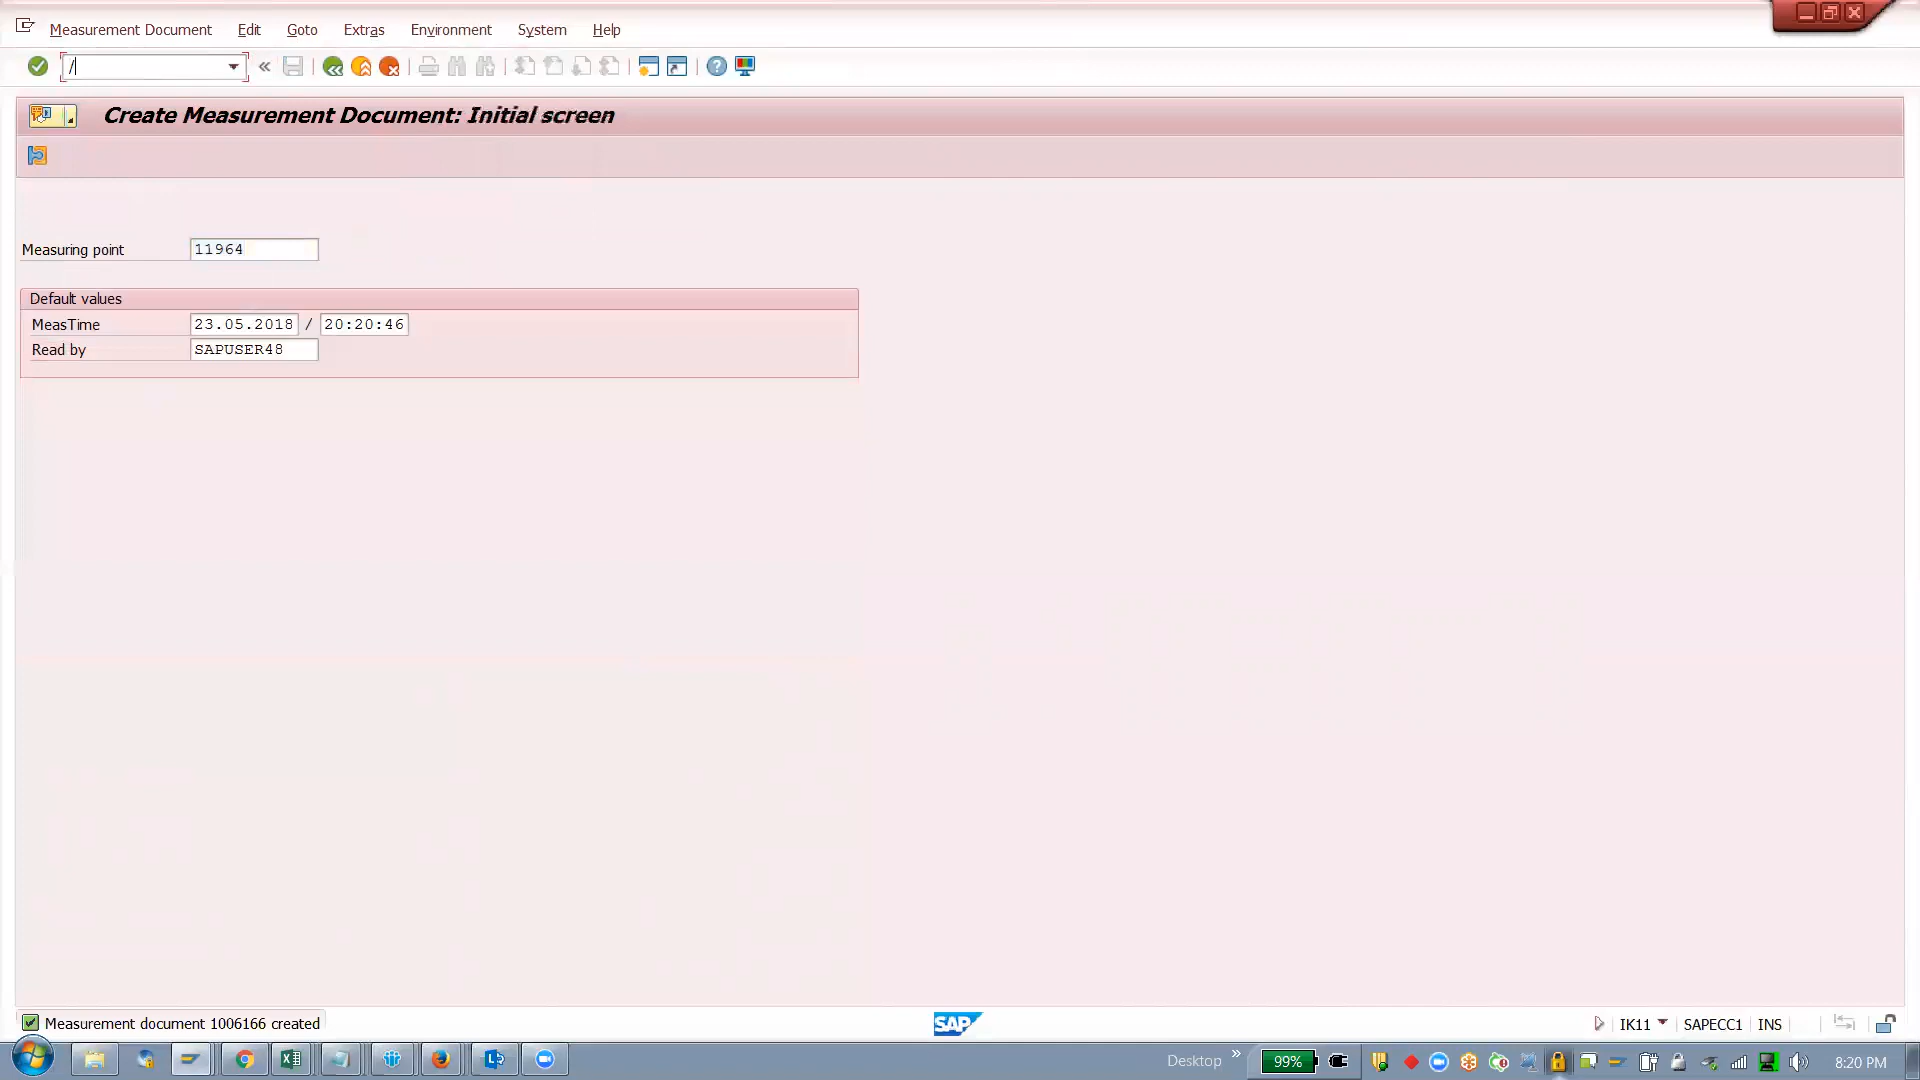 Measurement Document Edit Goto Extras Environment System Help
/
Create Measurement Document: Initial screen
Measuring point 11964
Default values
MeasTime 23.05.2018 / 20:20:46
Read by SAPUSER48
Measurement document 1006166 created
SAP
IK11 SAPECC1 INS
Desktop » 99% 8:20 PM